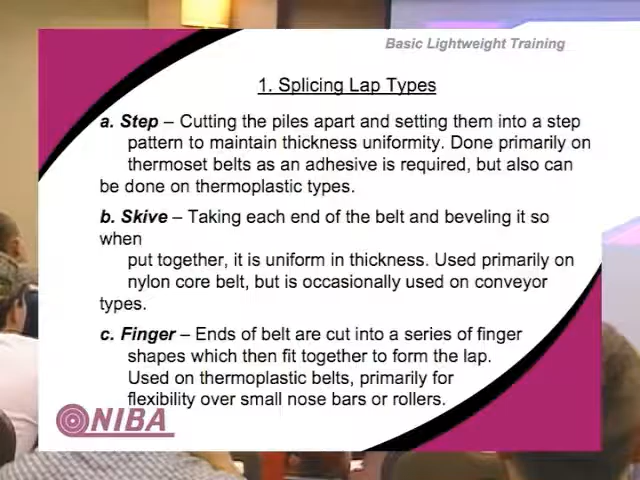 Basic Lightweight Training
1. Splicing Lap Types
a. Step – Cutting the piles apart and setting them into a step
pattern to maintain thickness uniformity. Done primarily on
thermoset belts as an adhesive is required, but also can
be done on thermoplastic types.
b. Skive – Taking each end of the belt and beveling it so
when
put together, it is uniform in thickness. Used primarily on
nylon core belt, but is occasionally used on conveyor
types.
c. Finger – Ends of belt are cut into a series of finger
shapes which then fit together to form the lap.
Used on thermoplastic belts, primarily for
flexibility over small nose bars or rollers.
NIBA